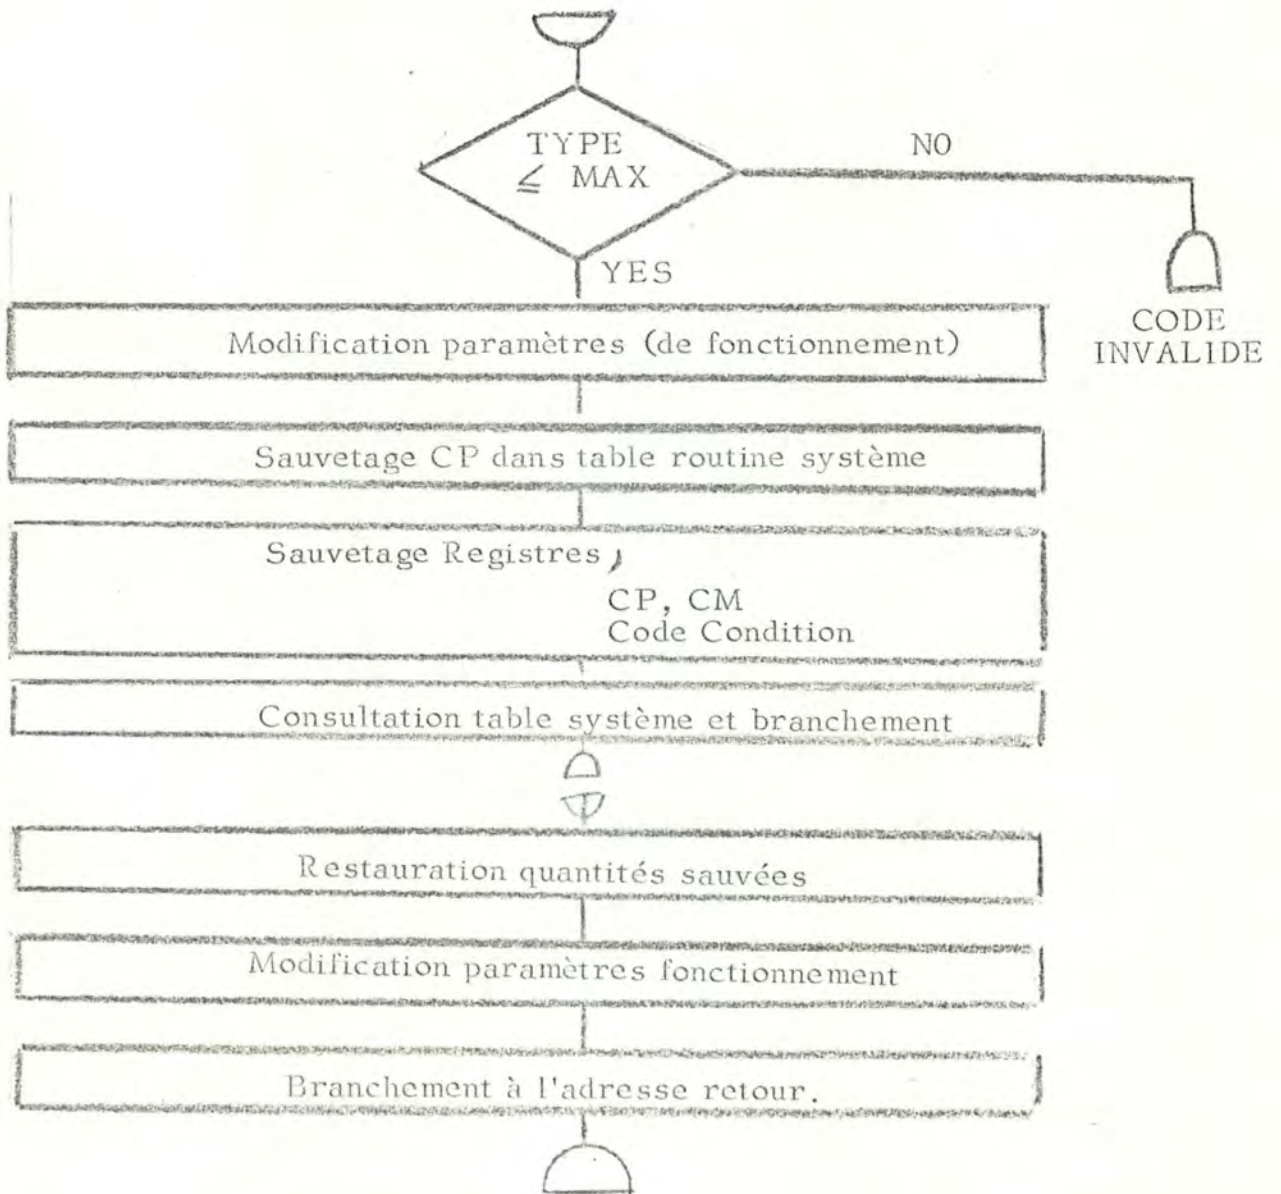 TYPE
≤ MAX
NO
YES
CODE
INVALIDE
Modification paramètres (de fonctionnement)
Sauvetage CP dans table routine système
Sauvetage Registres,
CP, CM
Code Condition
Consultation table système et branchement
Restauration quantités sauvées
Modification paramètres fonctionnement
Branchement à l'adresse retour.